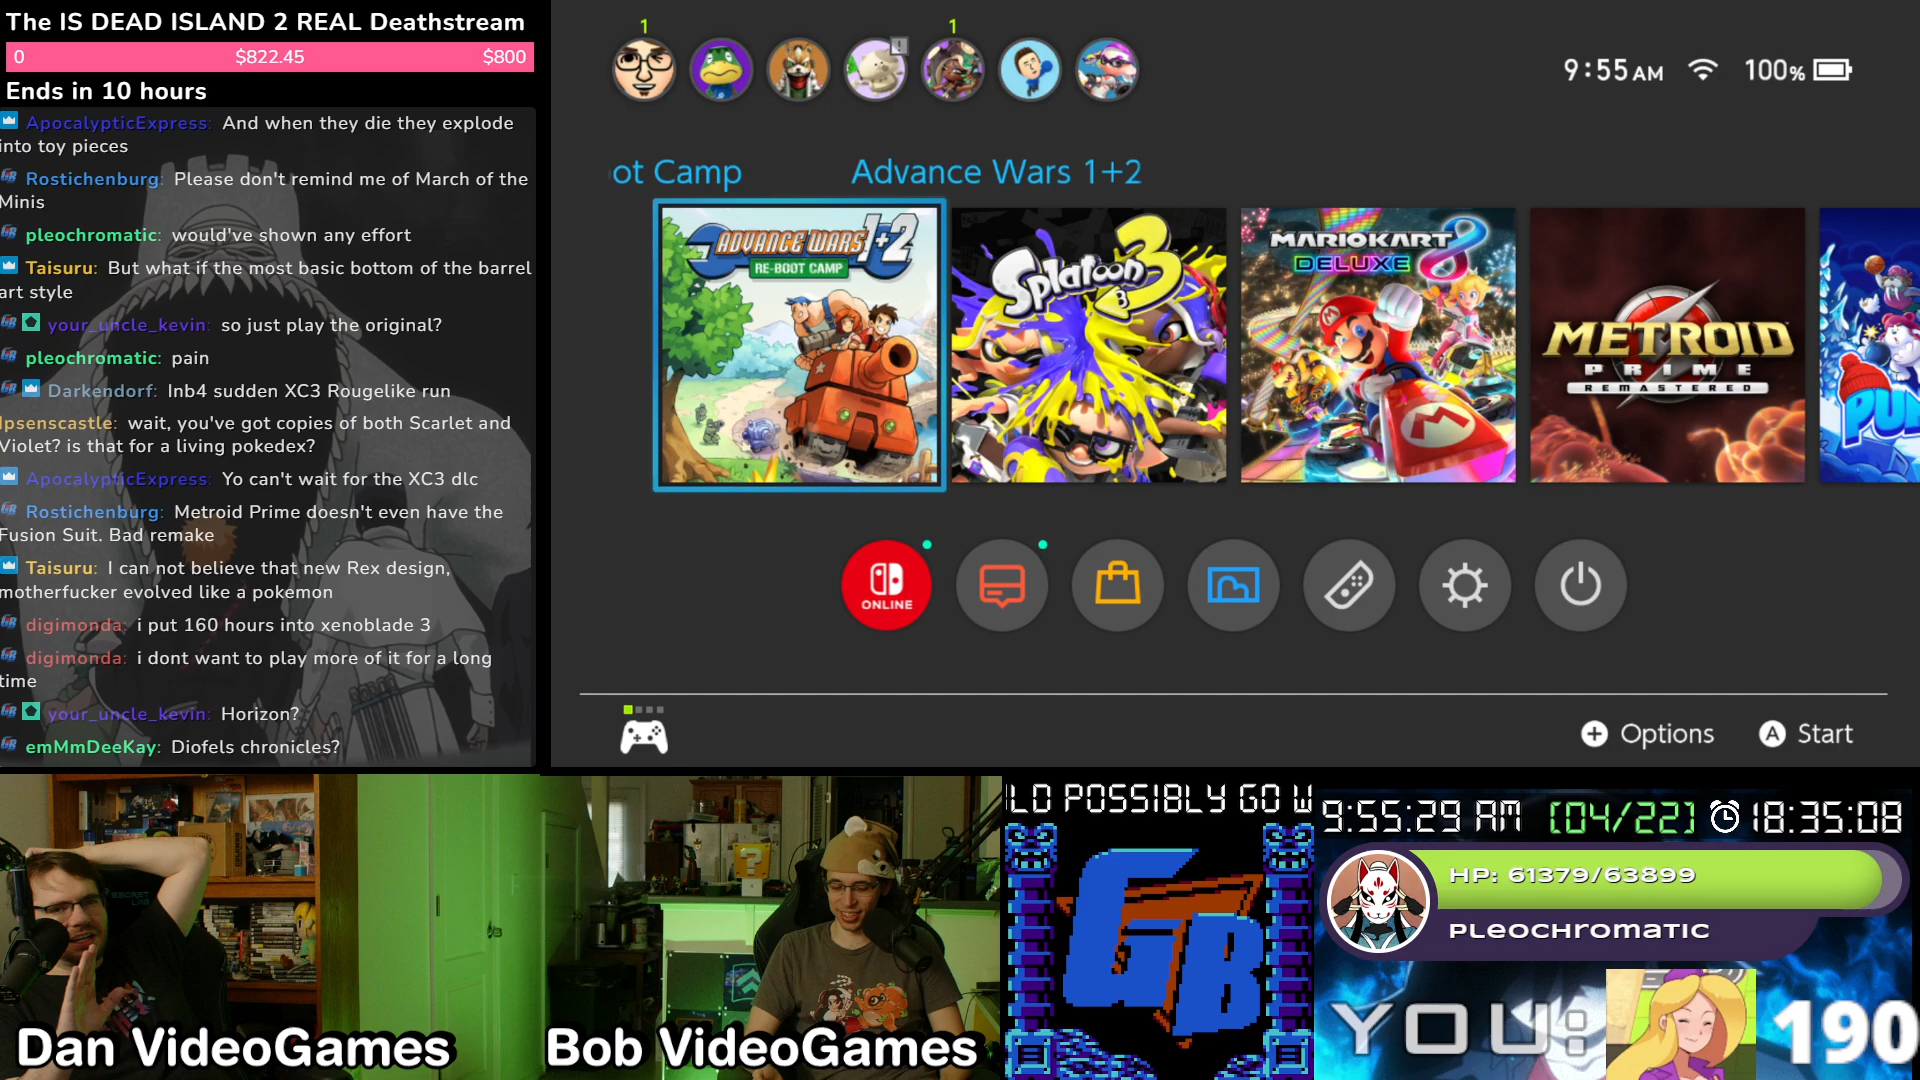 The IS DEAD ISLAND 2 REAL Deathstream
0 $822.45 $800
Ends in 10 hours
ApocalypticExpress: And when they die they explode
into toy pieces
Rostichenburg: Please don't remind me of March of the
Minis
pleochromatic: would've shown any effort
Taisuru: But what if the most basic bottom of the barrel
art style
your_uncle_kevin: so just play the original?
pleochromatic: pain
Darkendorf: Inb4 sudden XC3 Rougelike run
lpsenscastle: wait, you've got copies of both Scarlet and
Violet? is that for a living pokedex?
ApocalypticExpress: Yo can't wait for the XC3 dlc
Rostichenburg: Metroid Prime doesn't even have the
Fusion Suit. Bad remake
Taisuru: I can not believe that new Rex design,
motherfucker evolved like a pokemon
digimonda: i put 160 hours into xenoblade 3
digimonda: i dont want to play more of it for a long
time
your_uncle_kevin: Horizon?
emMmDeeKay: Diofels chronicles?
1
1
9:55 AM 100%
ot Camp Advance Wars 1+2
ADVANCE WARS 1+2
RE-BOOT CAMP
Splatoon 3
MARIOKART 8
DELUXE
METROID
PRIME
REMASTERED
PU
ONLINE
Options
A Start
Dan VideoGames
Bob VideoGames
LD POSSIBLY GO W
GB
9:55:29 AM [04/22] 18:35:08
HP: 61379/63899
PLEOCHROMATIC
YOU: 190